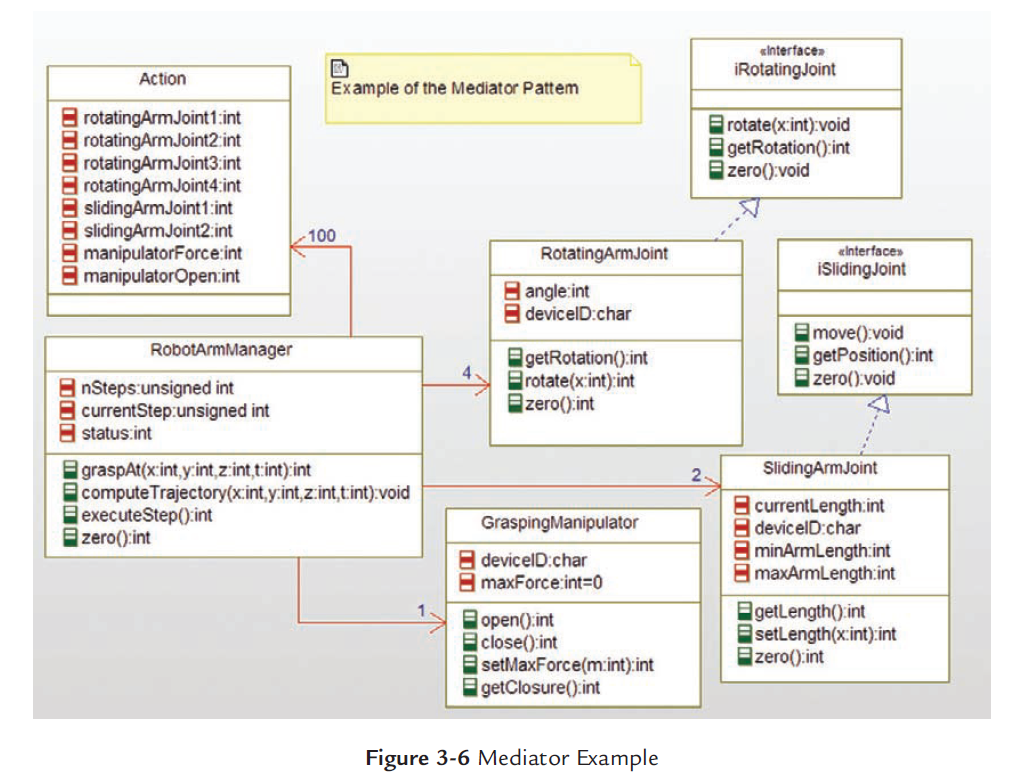 Action
rotatingArmJoint1:int
rotatingArmJoint2:int
rotatingArmJoint3:int
rotatingArmJoint4:int
slidingArmJoint1:int
slidingArmJoint2:int
manipulatorForce:int
manipulatorOpen:int
Example of the Mediator Pattern
«Interface»
iRotatingJoint
rotate(x:int):void
getRotation():int
zero():void
100
RotatingArmJoint
angle:int
deviceID:char
getRotation():int
rotate(x:int):int
zero():int
«Interface»
iSlidingJoint
move():void
getPosition():int
zero():void
RobotArmManager
nSteps:unsigned int
currentStep:unsigned int
status:int
graspAt(x:int,y:int,z:int,t:int):int
computeTrajectory(x:int,y:int,z:int,t:int):void
executeStep():int
zero():int
4
2
1
SlidingArmJoint
currentLength:int
deviceID:char
minArmLength:int
maxArmLength:int
getLength():int
setLength(x:int):int
zero():int
GraspingManipulator
deviceID:char
maxForce:int=0
open():int
close():int
setMaxForce(m:int):int
getClosure():int
Figure 3-6 Mediator Example